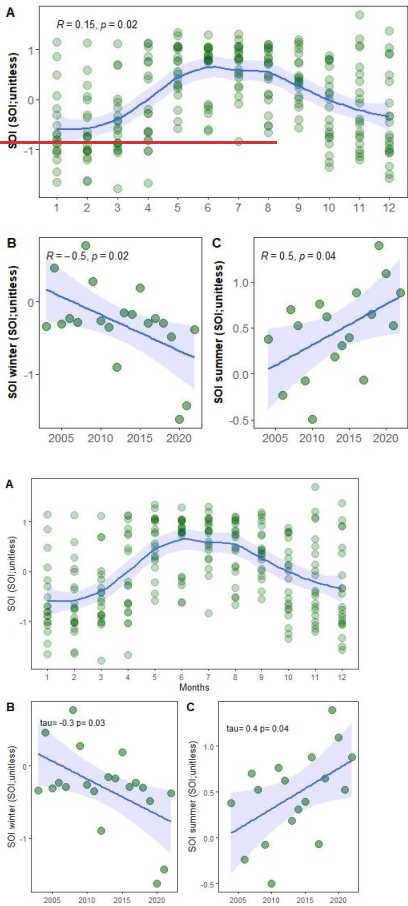 A
R = 0.15, p = 0.02
SOI (SOI;unitless)
1
0
-1
1 2 3 4 5 6 7 8 9 10 11 12
B
C
R = − 0.5, p = 0.02
R = 0.5, p = 0.04
SOI winter (SOI;unitless)
0
-1
2005 2010 2015 2020
SOI summer (SOI;unitless)
1.0
0.5
0.0
-0.5
2005 2010 2015 2020
A
SOI (SOI;unitless)
1
0
-1
1 2 3 4 5 6 7 8 9 10 11 12
Months
B
C
tau= -0.3 p= 0.03
tau= 0.4 p= 0.04
SOI winter (SOI;unitless)
0
-1
2005 2010 2015 2020
SOI summer (SOI;unitless)
1.0
0.5
0.0
-0.5
2005 2010 2015 2020